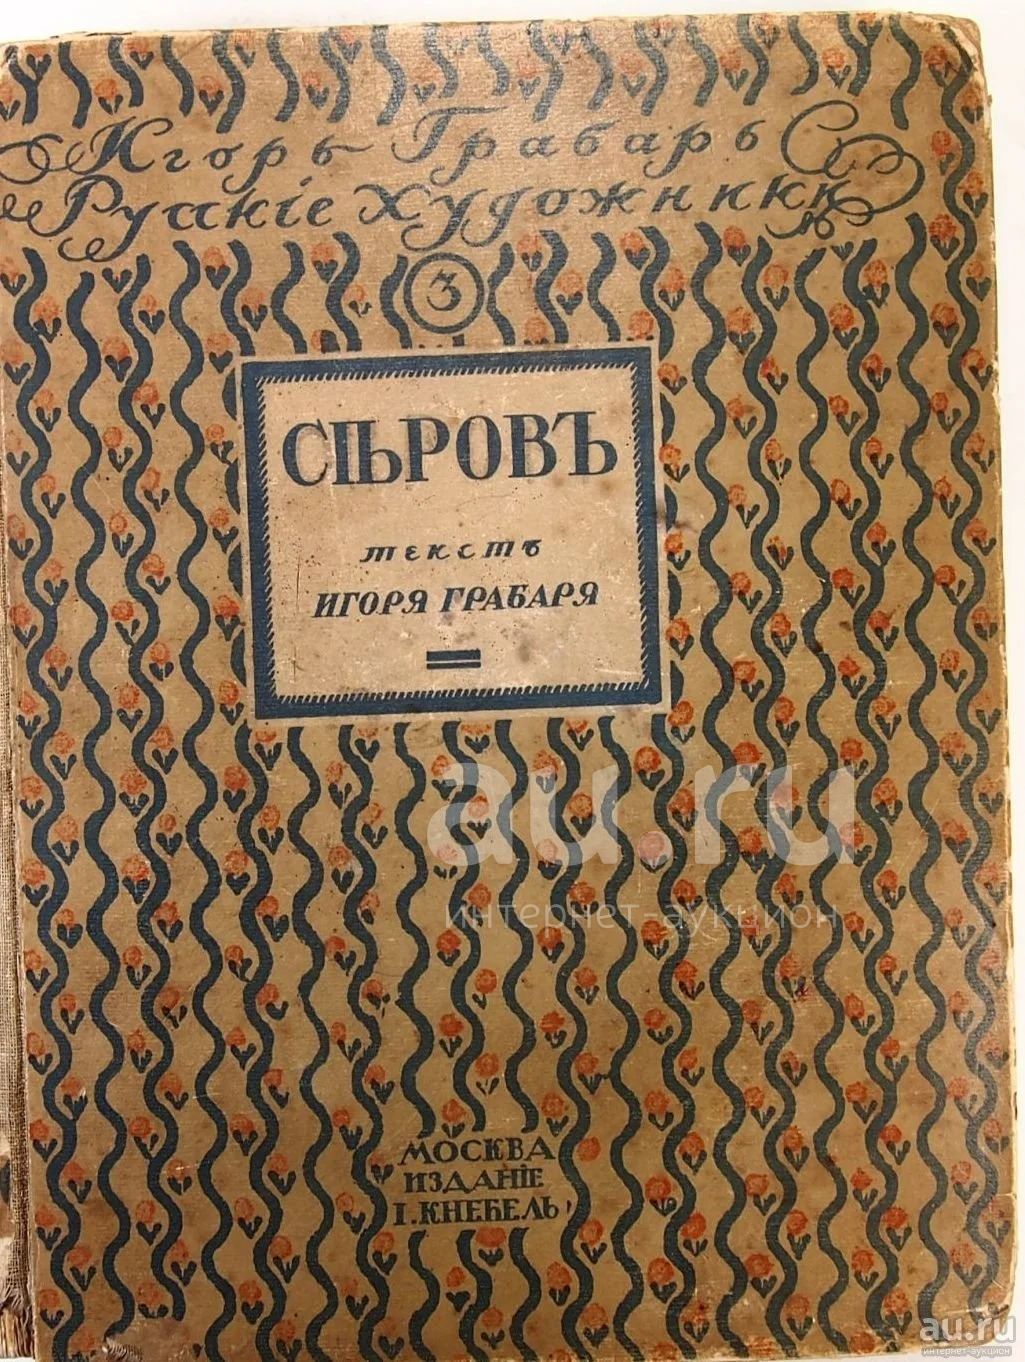 Игорь Грабарь
Русскіе художники
3
СѢРОВЪ
текстъ
ИГОРЯ ГРАБАРЯ
au.ru
интернет-аукцион
МОСКВА
ИЗДАНІЕ
І. КНЕБЕЛЬ
au.ru
интернет-аукцион